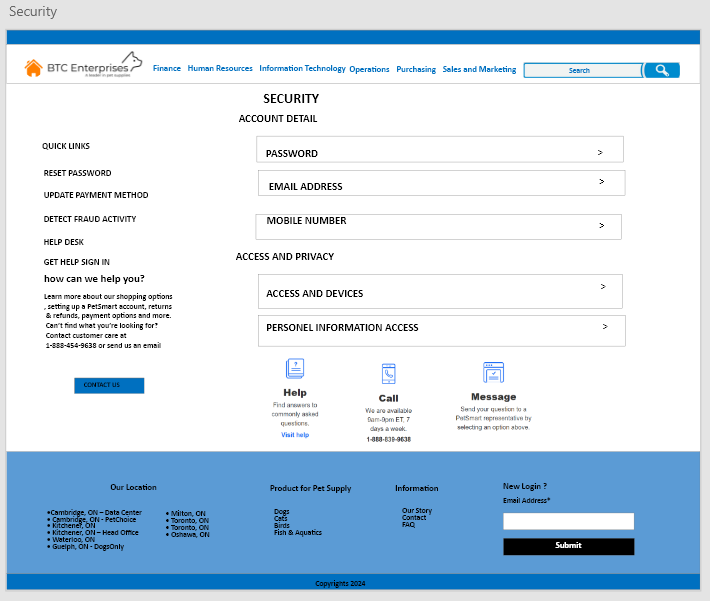 Security
BTC Enterprises
a leader in pet supplies
Finance Human Resources Information Technology Operations Purchasing Sales and Marketing Search
SECURITY
ACCOUNT DETAIL
QUICK LINKS
RESET PASSWORD
UPDATE PAYMENT METHOD
DETECT FRAUD ACTIVITY
HELP DESK
GET HELP SIGN IN
how can we help you?
Learn more about our shopping options
, setting up a PetSmart account, returns
& refunds, payment options and more.
Can't find what you're looking for?
Contact customer care at
1-888-454-9638 or send us an email
CONTACT US
PASSWORD >
EMAIL ADDRESS >
MOBILE NUMBER >
ACCESS AND PRIVACY
ACCESS AND DEVICES >
PERSONEL INFORMATION ACCESS >
Help
Find answers to
commonly asked
questions.
Visit help
Call
We are available
9am-9pm ET, 7
days a week.
1-888-839-9638
Message
Send your question to a
PetSmart representative by
selecting an option above.
Our Location
•Cambridge, ON – Data Center
• Cambridge, ON - PetChoice
• Kitchener, ON
• Kitchener, ON – Head Office
• Waterloo, ON
• Guelph, ON - DogsOnly
• Milton, ON
• Toronto, ON
• Toronto, ON
• Oshawa, ON
Product for Pet Supply
Dogs
Cats
Birds
Fish & Aquatics
Information
Our Story
Contact
FAQ
New Login ?
Email Address*
Submit
Copyrights 2024